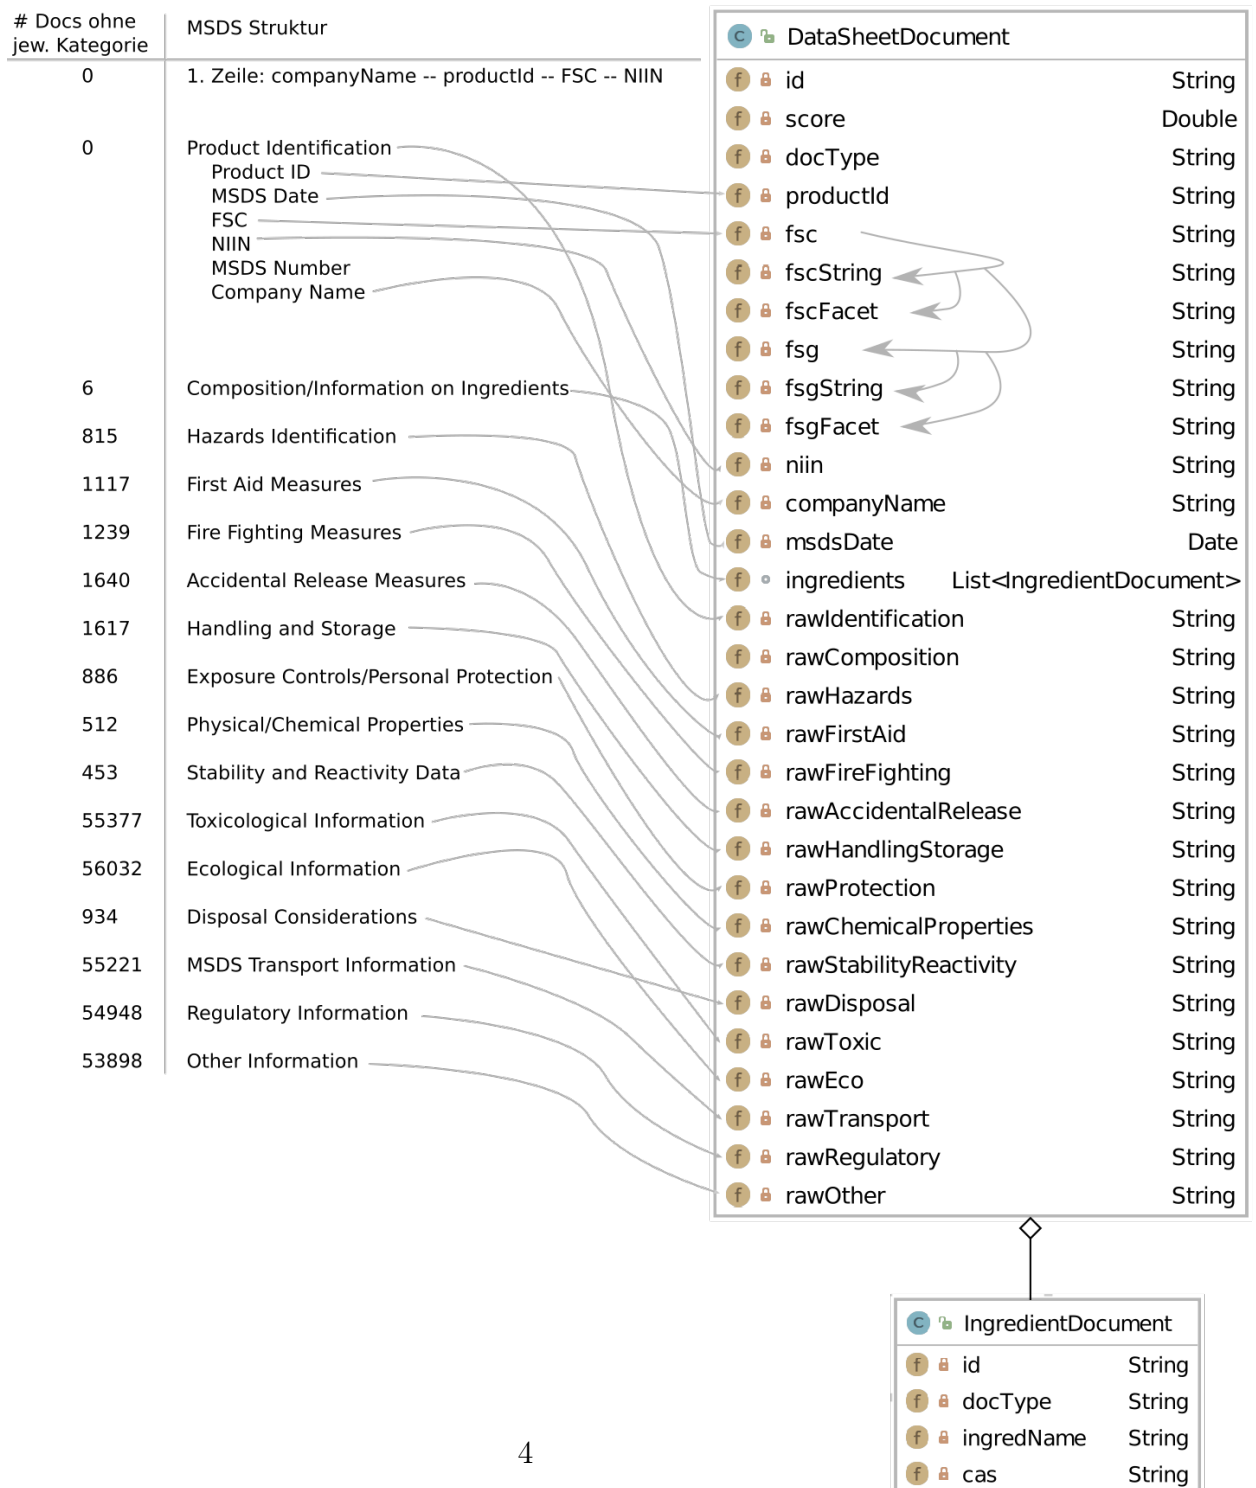 # Docs ohne
jew. Kategorie
MSDS Struktur
0 1. Zeile: companyName -- productId -- FSC -- NIIN
0 Product Identification
Product ID
MSDS Date
FSC
NIIN
MSDS Number
Company Name
6 Composition/Information on Ingredients
815 Hazards Identification
1117 First Aid Measures
1239 Fire Fighting Measures
1640 Accidental Release Measures
1617 Handling and Storage
886 Exposure Controls/Personal Protection
512 Physical/Chemical Properties
453 Stability and Reactivity Data
55377 Toxicological Information
56032 Ecological Information
934 Disposal Considerations
55221 MSDS Transport Information
54948 Regulatory Information
53898 Other Information
C DataSheetDocument
f id String
f score Double
f docType String
f productId String
f fsc String
f fscString String
f fscFacet String
f fsg String
f fsgString String
f fsgFacet String
f niin String
f companyName String
f msdsDate Date
f ingredients List<IngredientDocument>
f rawIdentification String
f rawComposition String
f rawHazards String
f rawFirstAid String
f rawFireFighting String
f rawAccidentalRelease String
f rawHandlingStorage String
f rawProtection String
f rawChemicalProperties String
f rawStabilityReactivity String
f rawDisposal String
f rawToxic String
f rawEco String
f rawTransport String
f rawRegulatory String
f rawOther String
C IngredientDocument
f id String
f docType String
f ingredName String
f cas String
4